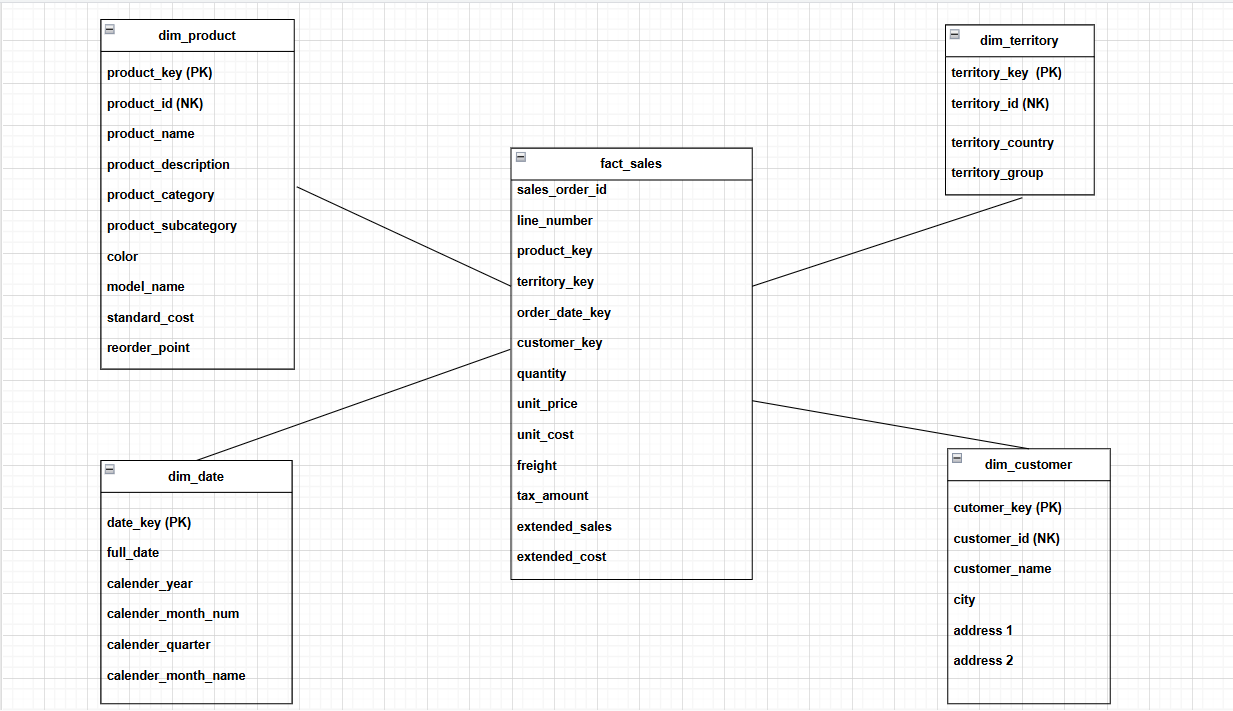 dim_product
product_key (PK)
product_id (NK)
product_name
product_description
product_category
product_subcategory
color
model_name
standard_cost
reorder_point
dim_territory
territory_key  (PK)
territory_id (NK)
territory_country
territory_group
fact_sales
sales_order_id
line_number
product_key
territory_key
order_date_key
customer_key
quantity
unit_price
unit_cost
freight
tax_amount
extended_sales
extended_cost
dim_date
date_key (PK)
full_date
calender_year
calender_month_num
calender_quarter
calender_month_name
dim_customer
cutomer_key (PK)
customer_id (NK)
customer_name
city
address 1
address 2